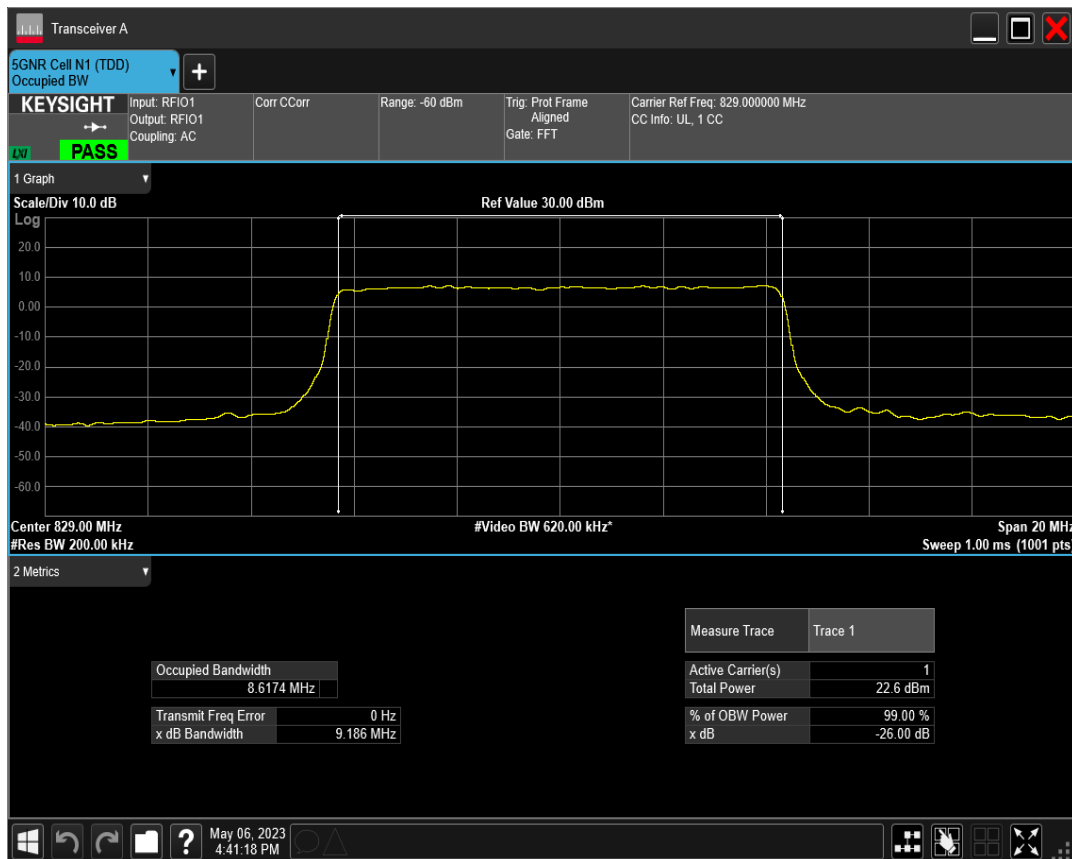 Transceiver A
5GNR Cell N1 (TDD)
Occupied BW
KEYSIGHT
LXI
PASS
Input: RFIO1
Output: RFIO1
Coupling: AC
Corr CCorr
Range: -60 dBm
Trig: Prot Frame
Aligned
Gate: FFT
Carrier Ref Freq: 829.000000 MHz
CC Info: UL, 1 CC
1 Graph
Scale/Div 10.0 dB
Ref Value 30.00 dBm
Log
20.0
10.0
0.00
-10.0
-20.0
-30.0
-40.0
-50.0
-60.0
Center 829.00 MHz
#Video BW 620.00 kHz*
Span 20 MHz
#Res BW 200.00 kHz
Sweep 1.00 ms (1001 pts)
2 Metrics
Measure Trace Trace 1
Occupied Bandwidth
8.6174 MHz
Active Carrier(s) 1
Total Power 22.6 dBm
Transmit Freq Error 0 Hz
x dB Bandwidth 9.186 MHz
% of OBW Power 99.00 %
x dB -26.00 dB
?
May 06, 2023
4:41:18 PM